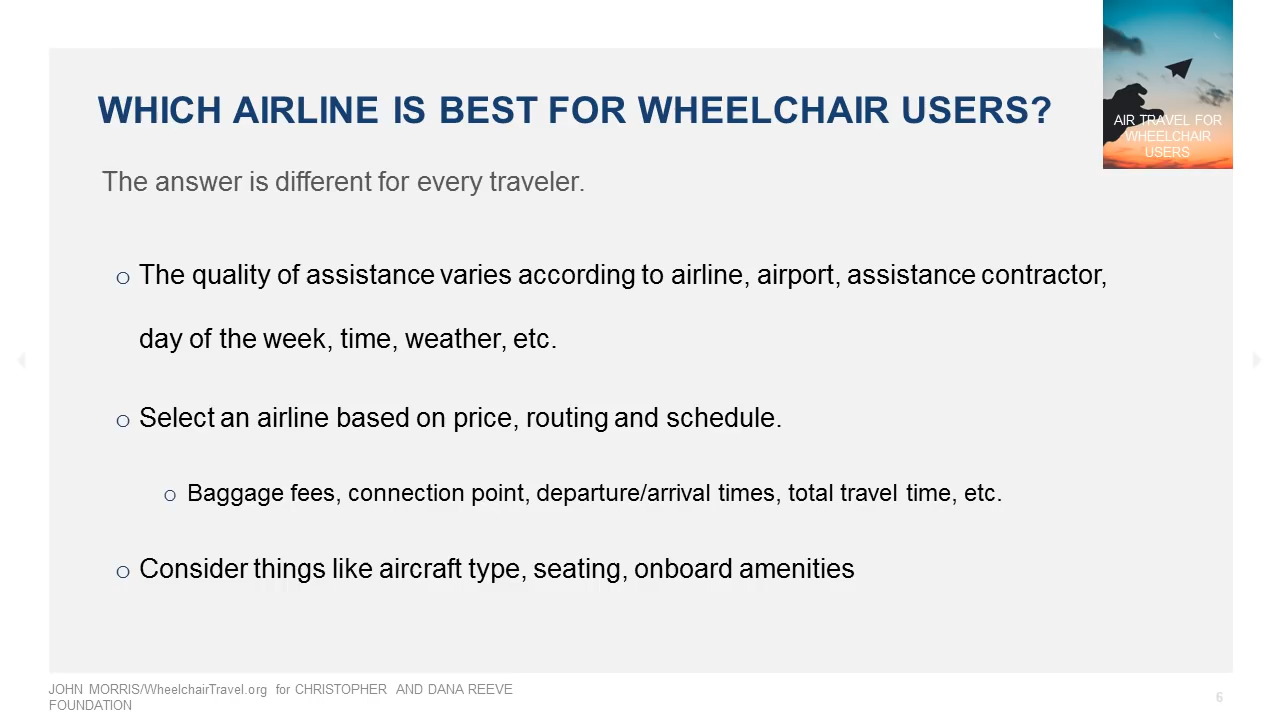 WHICH AIRLINE IS BEST FOR WHEELCHAIR USERS?
AIR TRAVEL FOR
WHEELCHAIR
USERS
The answer is different for every traveler.
o The quality of assistance varies according to airline, airport, assistance contractor,
day of the week, time, weather, etc.
o Select an airline based on price, routing and schedule.
o Baggage fees, connection point, departure/arrival times, total travel time, etc.
o Consider things like aircraft type, seating, onboard amenities
JOHN MORRIS/WheelchairTravel.org for CHRISTOPHER AND DANA REEVE
FOUNDATION
6